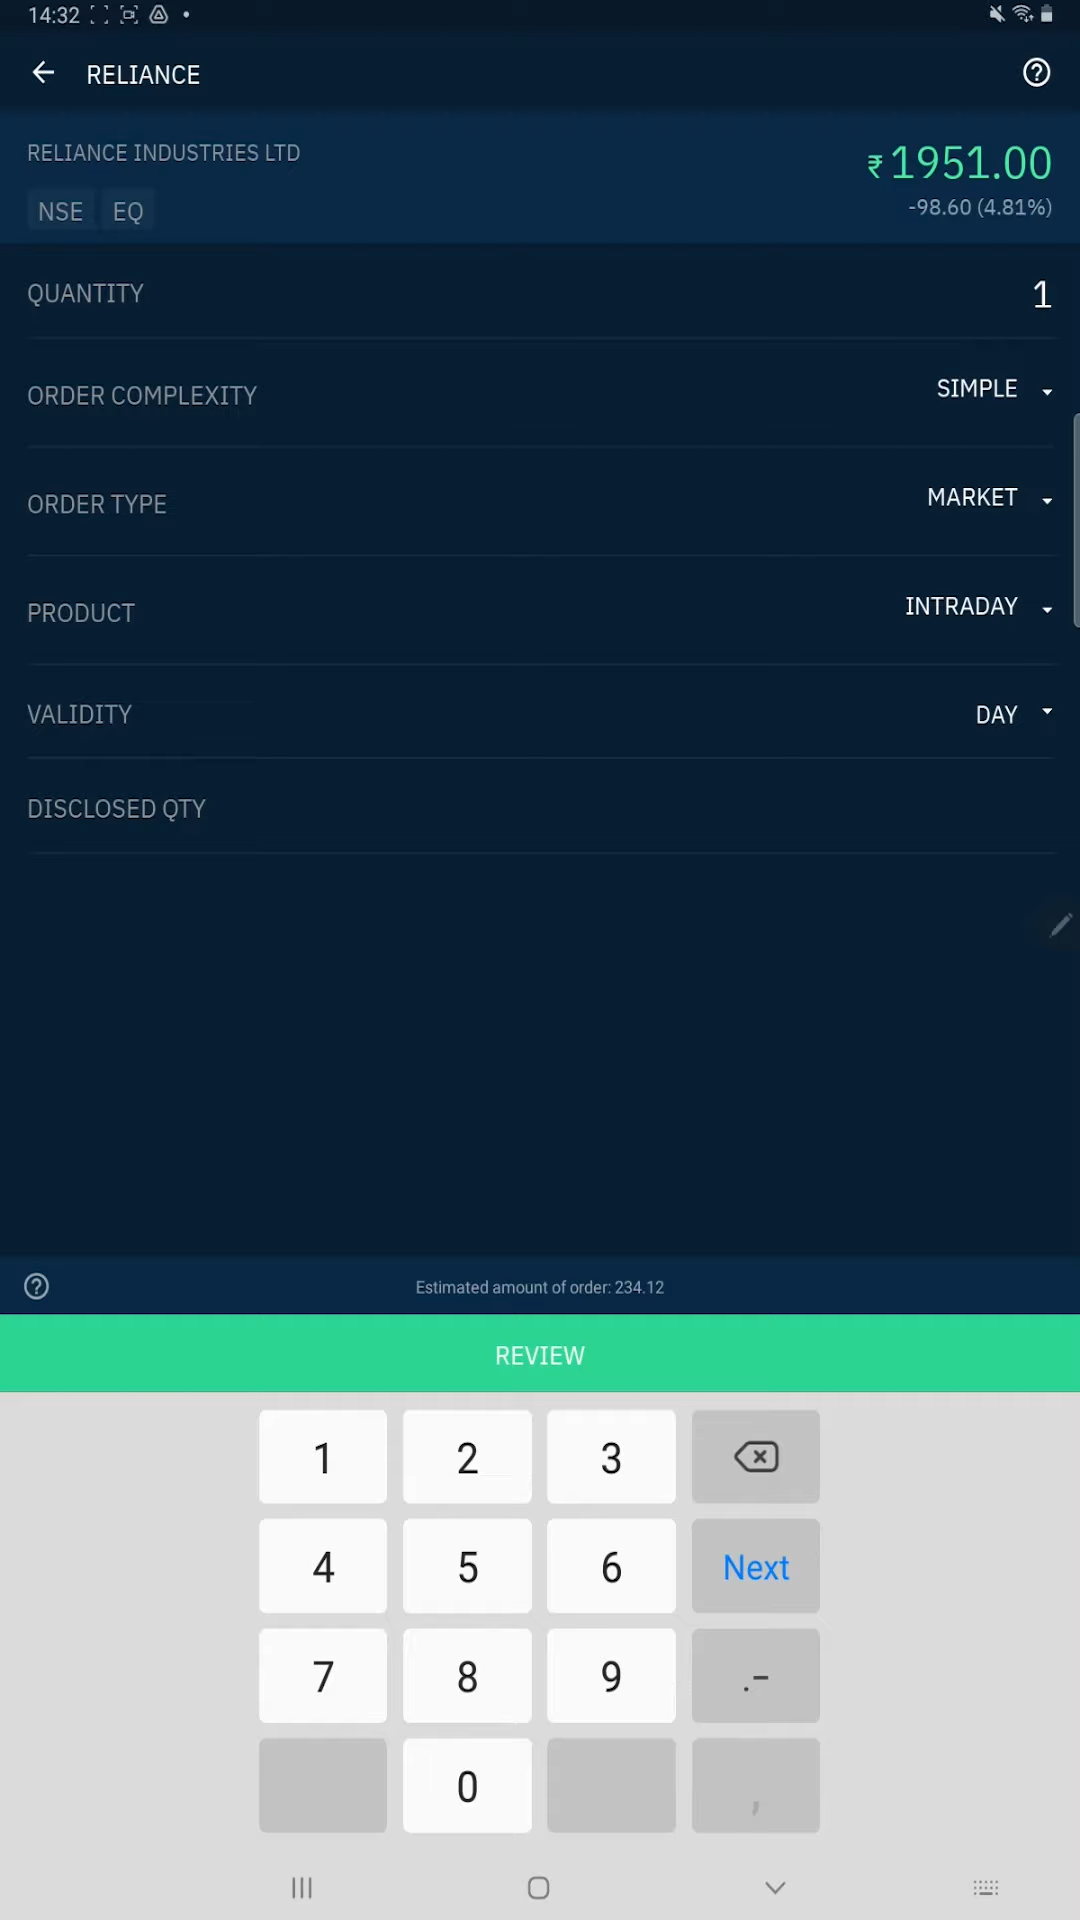 14:32
RELIANCE
RELIANCE INDUSTRIES LTD
₹1951.00
NSE EQ
-98.60 (4.81%)
QUANTITY 1
ORDER COMPLEXITY SIMPLE
ORDER TYPE MARKET
PRODUCT INTRADAY
VALIDITY DAY
DISCLOSED QTY
Estimated amount of order: 234.12
REVIEW
1 2 3
4 5 6 Next
7 8 9 .-
0 ,